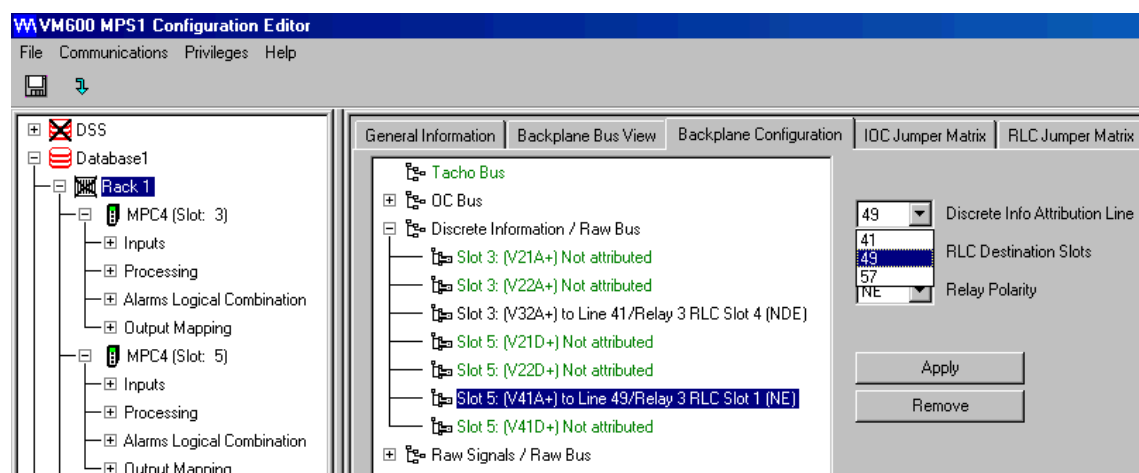 VM600 MPS1 Configuration Editor
File Communications Privileges Help
DSS
Database1
Rack 1
MPC4 (Slot: 3)
Inputs
Processing
Alarms Logical Combination
Output Mapping
MPC4 (Slot: 5)
Inputs
Processing
Alarms Logical Combination
Output Mapping
General Information Backplane Bus View Backplane Configuration IOC Jumper Matrix RLC Jumper Matrix
Tacho Bus
OC Bus
Discrete Information / Raw Bus
Slot 3: (V21A+) Not attributed
Slot 3: (V22A+) Not attributed
Slot 3: (V32A+) to Line 41/Relay 3 RLC Slot 4 (NDE)
Slot 5: (V21D+) Not attributed
Slot 5: (V22D+) Not attributed
Slot 5: (V41A+) to Line 49/Relay 3 RLC Slot 1 (NE)
Slot 5: (V41D+) Not attributed
Raw Signals / Raw Bus
49 Discrete Info Attribution Line
41
49
57
RLC Destination Slots
NE Relay Polarity
Apply
Remove